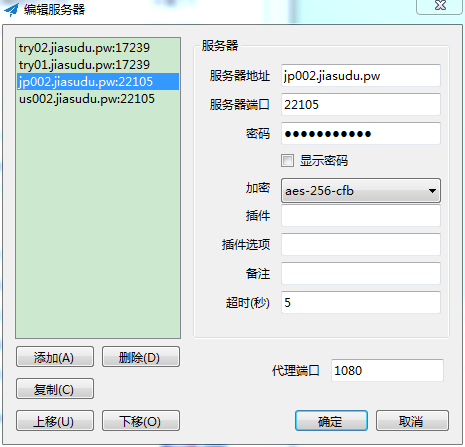 编辑服务器
try02.jiasudu.pw:17239
try01.jiasudu.pw:17239
jp002.jiasudu.pw:22105
us002.jiasudu.pw:22105
服务器
服务器地址 jp002.jiasudu.pw
服务器端口 22105
密码 ●●●●●●●●●●●
显示密码
加密 aes-256-cfb
插件
插件选项
备注
超时(秒) 5
添加(A) 删除(D)
代理端口 1080
复制(C)
上移(U) 下移(O) 确定 取消